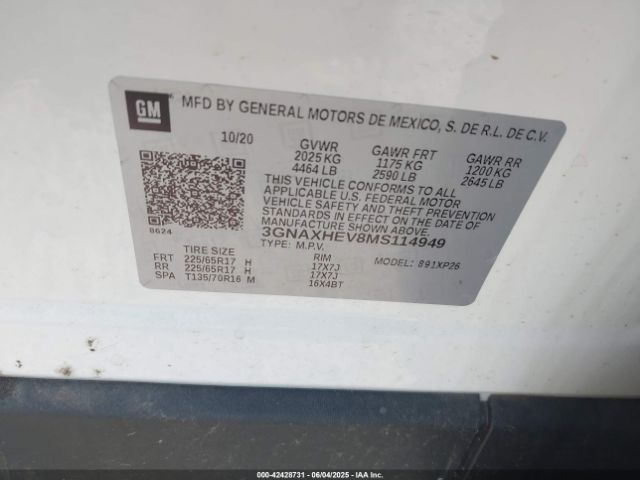 GM
MFD BY GENERAL MOTORS DE MEXICO, S. DE R.L. DE C.V.
10/20 GVWR GAWR FRT GAWR RR
2025 KG 1175 KG 1200 KG
4464 LB 2590 LB 2645 LB
THIS VEHICLE CONFORMS TO ALL
APPLICABLE U.S. FEDERAL MOTOR
VEHICLE SAFETY AND THEFT
PREVENTION STANDARDS IN EFFECT
ON THE DATE OF MANUFACTURE SHOWN ABOVE.
8624
3GNAXHEV8MS114949
TYPE: M.P.V. MODEL: 891XP26
TIRE SIZE RIM
FRT 225/65R17 H 17X7J
RR 225/65R17 H 17X7J
SPA T135/70R16 M 16X4BT
000-42428731 - 06/04/2025 - IAAI.COM